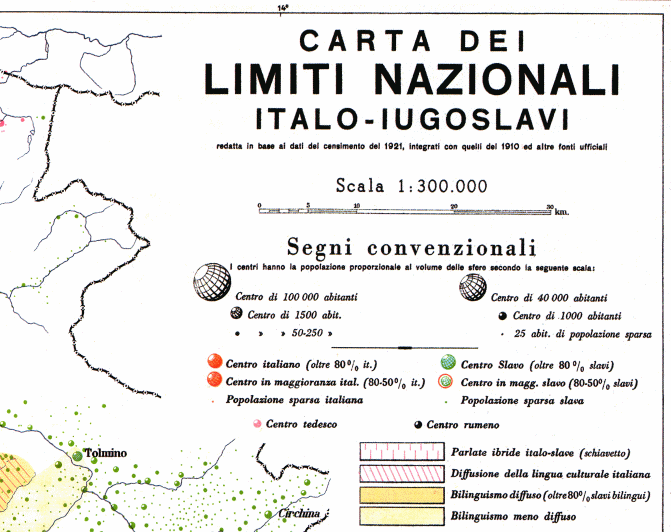 14°
CARTA DEI
LIMITI NAZIONALI
ITALO-IUGOSLAVI
redatta in base ai dati del censimento del 1921, integrati con quelli del 1910 ed altre fonti ufficiali
Scala 1:300.000
0 5 10 20 30 km.
Segni convenzionali
I centri hanno la popolazione proporzionale al volume delle sfere secondo la seguente scala:
Centro di 100 000 abitanti
Centro di 40 000 abitanti
Centro di 1500 abit.
Centro di 1000 abitanti
» » 50-250 »
25 abit. di popolazione sparsa
Centro italiano (oltre 80% it.)
Centro Slavo (oltre 80% slavi)
Centro in maggioranza ital. (80-50% it.)
Centro in magg. slavo (80-50% slavi)
Popolazione sparsa italiana
Popolazione sparsa slava
Centro tedesco
Centro rumeno
Parlate ibride italo-slave (schiavetto)
Diffusione della lingua culturale italiana
Bilinguismo diffuso (oltre 80% slavi bilingui)
Bilinguismo meno diffuso
Tolmino
Circhina